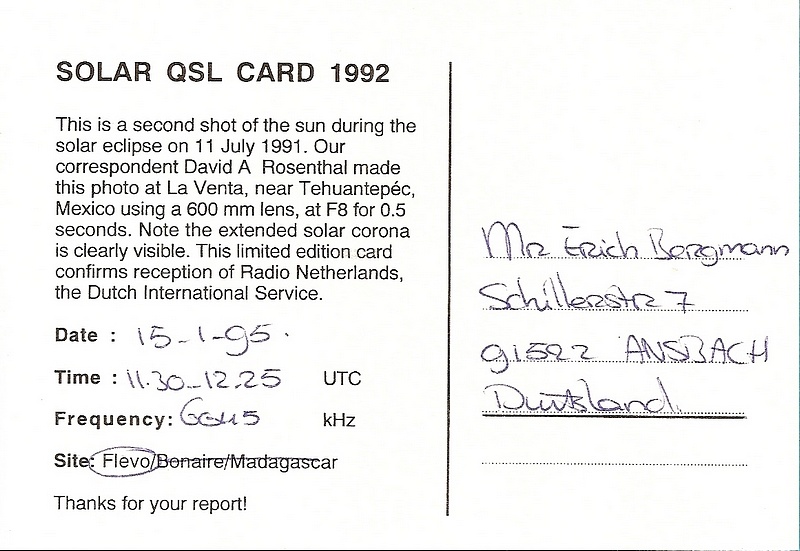 SOLAR QSL CARD 1992
This is a second shot of the sun during the
solar eclipse on 11 July 1991. Our
correspondent David A Rosenthal made
this photo at La Venta, near Tehuantepéc,
Mexico using a 600 mm lens, at F8 for 0.5
seconds. Note the extended solar corona
is clearly visible. This limited edition card
confirms reception of Radio Netherlands,
the Dutch International Service.
Date : 15-1-95.
Time : 11.30-12.25 UTC
Frequency: 6045 kHz
Site: Flevo/Bonaire/Madagascar
Thanks for your report!
Mr Erich Bergmann
Schillerstr 7
91522 ANSBACH
Duitsland.